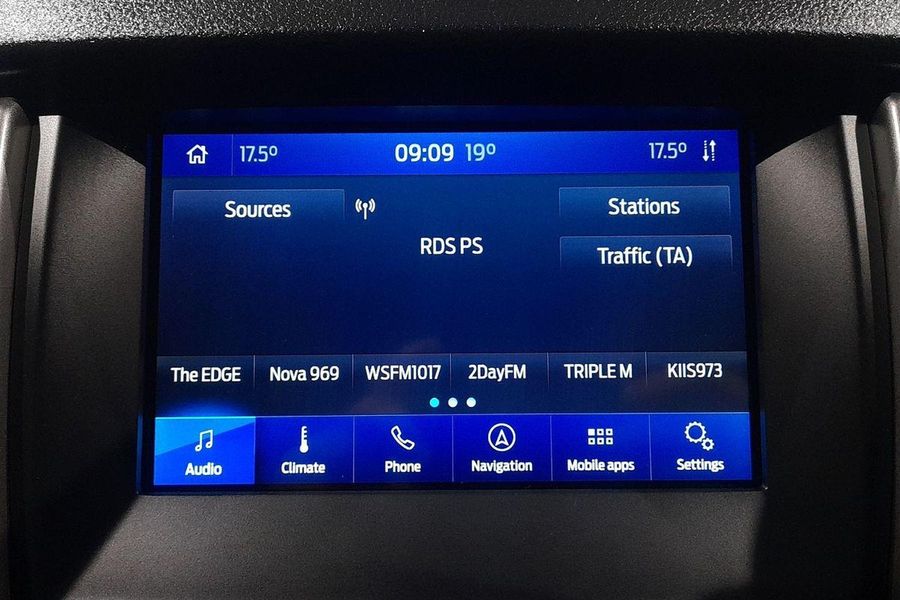 17.5° 09:09 19° 17.5°
Sources Stations
RDS PS
Traffic (TA)
The EDGE Nova 969 WSFM1017 2DayFM TRIPLE M KIIS973
Audio Climate Phone Navigation Mobile apps Settings